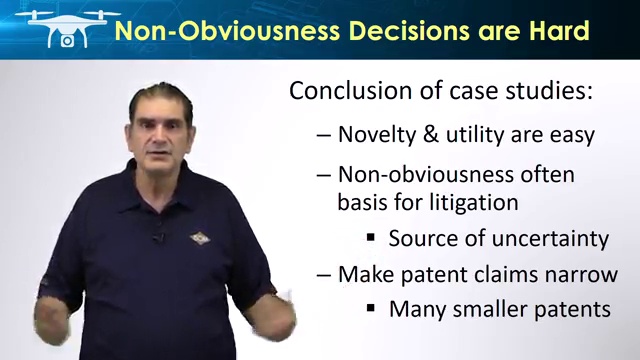 Non-Obviousness Decisions are Hard
Conclusion of case studies:
– Novelty & utility are easy
– Non-obviousness often
basis for litigation
▪ Source of uncertainty
– Make patent claims narrow
▪ Many smaller patents